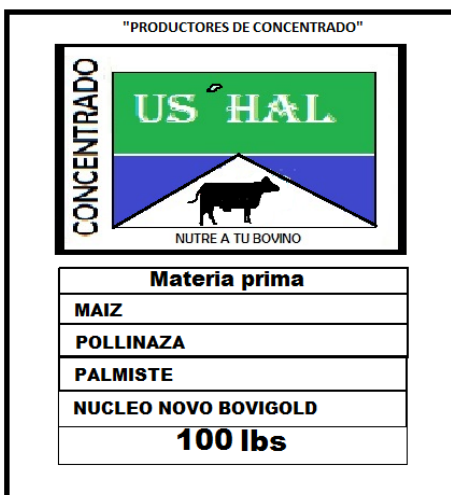 "PRODUCTORES DE CONCENTRADO"
CONCENTRADO
US´HAL
NUTRE A TU BOVINO
Materia prima
MAIZ
POLLINAZA
PALMISTE
NUCLEO NOVO BOVIGOLD
100 lbs